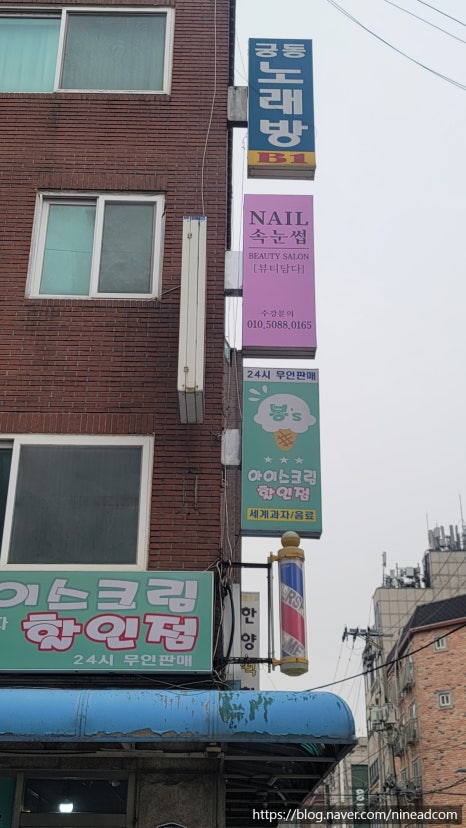 궁동
노래방
B1
NAIL
속눈썹
BEAUTY SALON
[뷰티담다]
수강문의
010.5088.0165
24시 무인판매
봉's
아이스크림
할인점
세계과자/음료
아이스크림
할인점
24시 무인판매
한양
https://blog.naver.com/nineadcom